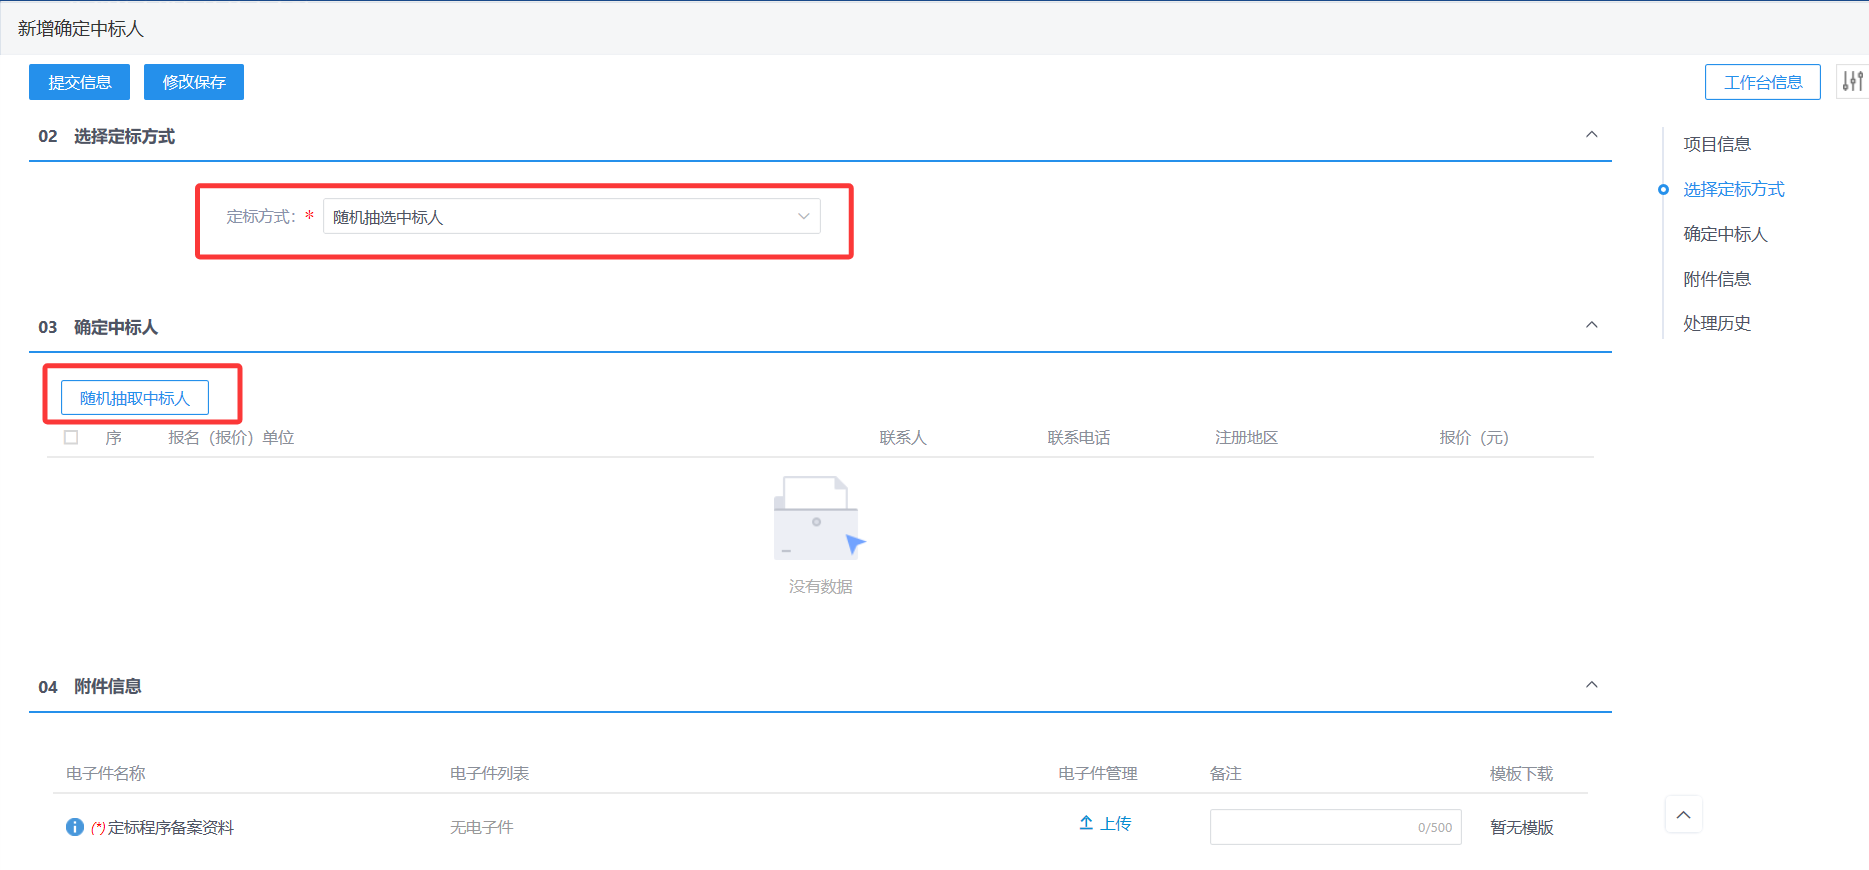 新增确定中标人
提交信息 修改保存 工作台信息
02 选择定标方式
定标方式：* 随机抽选中标人
03 确定中标人
随机抽取中标人
序 报名（报价）单位 联系人 联系电话 注册地区 报价（元）
没有数据
04 附件信息
电子件名称 电子件列表 电子件管理 备注 模板下载
(*)定标程序备案资料 无电子件 上传 0/500 暂无模版
项目信息
选择定标方式
确定中标人
附件信息
处理历史